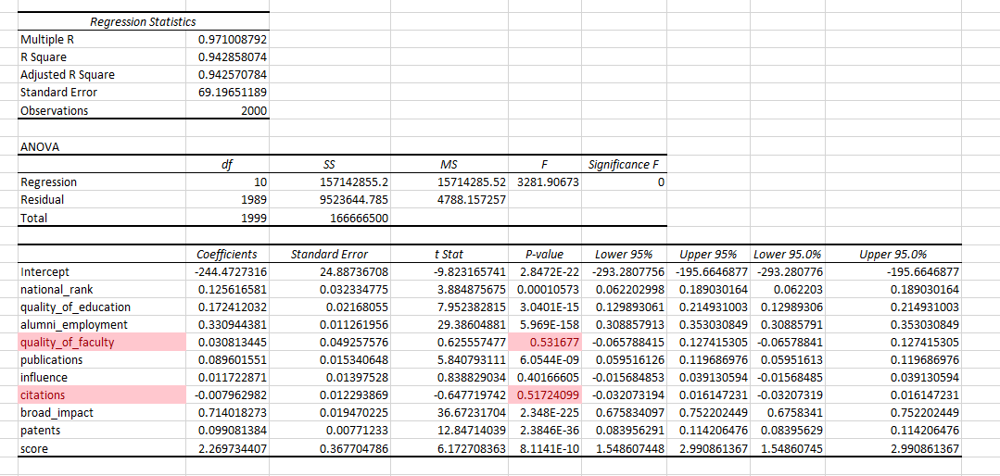 Regression Statistics
Multiple R 0.971008792
R Square 0.942858074
Adjusted R Square 0.942570784
Standard Error 69.19651189
Observations 2000
ANOVA
df SS MS F Significance F
Regression 10 157142855.2 15714285.52 3281.90673 0
Residual 1989 9523644.785 4788.157257
Total 1999 166666500
Coefficients Standard Error t Stat P-value Lower 95% Upper 95% Lower 95.0% Upper 95.0%
Intercept -244.4727316 24.88736708 -9.823165741 2.8472E-22 -293.2807756 -195.6646877 -293.280776 -195.6646877
national_rank 0.125616581 0.032334775 3.884875675 0.00010573 0.062202998 0.189030164 0.062203 0.189030164
quality_of_education 0.172412032 0.02168055 7.952382815 3.0401E-15 0.129893061 0.214931003 0.12989306 0.214931003
alumni_employment 0.330944381 0.011261956 29.38604881 5.969E-158 0.308857913 0.353030849 0.30885791 0.353030849
quality_of_faculty 0.030813445 0.049257576 0.625557477 0.531677 -0.065788415 0.127415305 -0.06578841 0.127415305
publications 0.089601551 0.015340648 5.840793111 6.0544E-09 0.059516126 0.119686976 0.05951613 0.119686976
influence 0.011722871 0.01397528 0.838829034 0.40166605 -0.015684853 0.039130594 -0.01568485 0.039130594
citations -0.007962982 0.012293869 -0.647719742 0.51724099 -0.032073194 0.016147231 -0.03207319 0.016147231
broad_impact 0.714018273 0.019470225 36.67231704 2.348E-225 0.675834097 0.752202449 0.6758341 0.752202449
patents 0.099081384 0.00771233 12.84714039 2.3846E-36 0.083956291 0.114206476 0.08395629 0.114206476
score 2.269734407 0.367704786 6.172708363 8.1141E-10 1.548607448 2.990861367 1.54860745 2.990861367